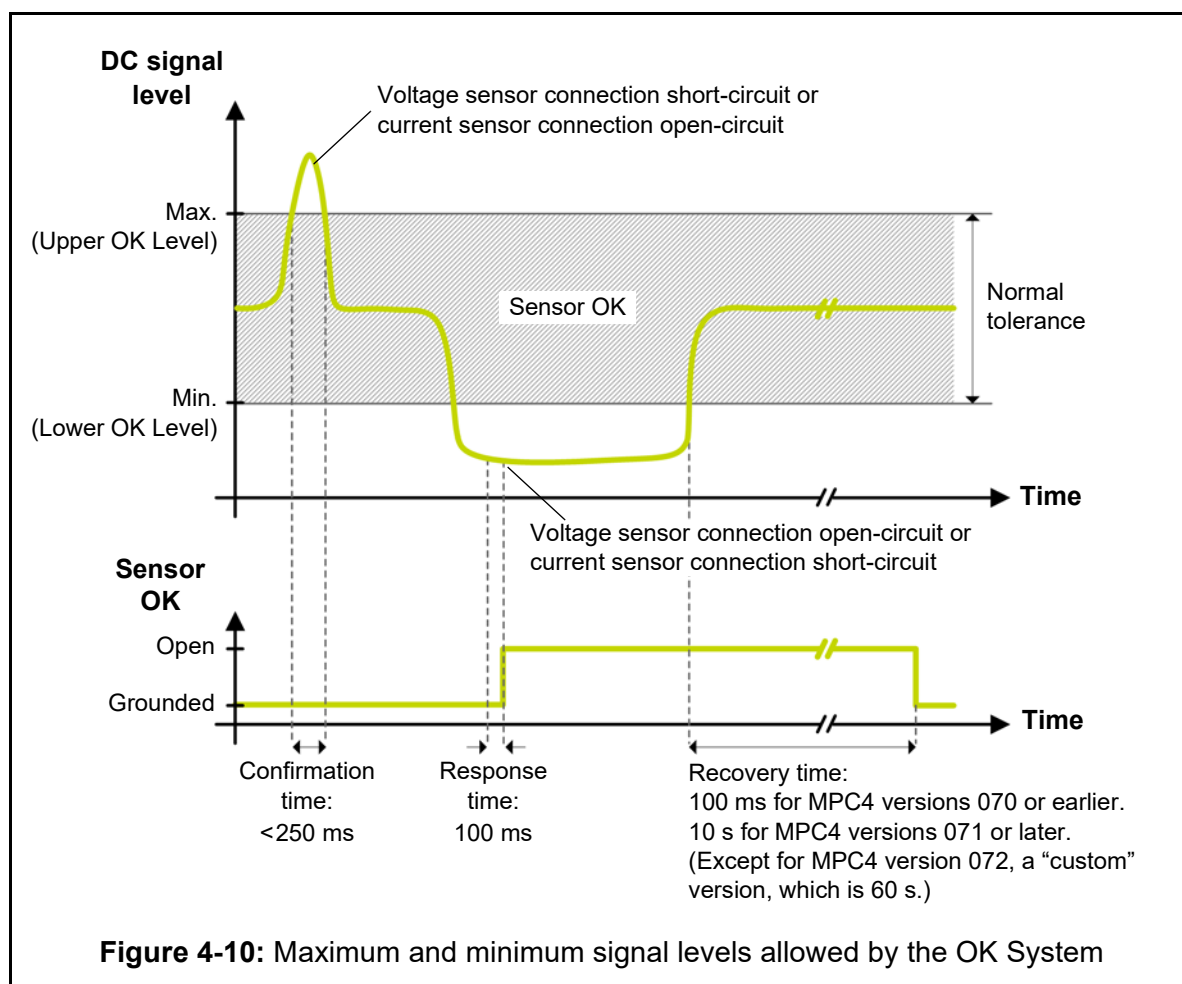 DC signal
level
Voltage sensor connection short-circuit or
current sensor connection open-circuit
Max.
(Upper OK Level)
Sensor OK
Normal
tolerance
Min.
(Lower OK Level)
Time
Voltage sensor connection open-circuit or
current sensor connection short-circuit
Sensor
OK
Open
Grounded
Time
Confirmation
time:
<250 ms
Response
time:
100 ms
Recovery time:
100 ms for MPC4 versions 070 or earlier.
10 s for MPC4 versions 071 or later.
(Except for MPC4 version 072, a “custom”
version, which is 60 s.)
Figure 4-10: Maximum and minimum signal levels allowed by the OK System